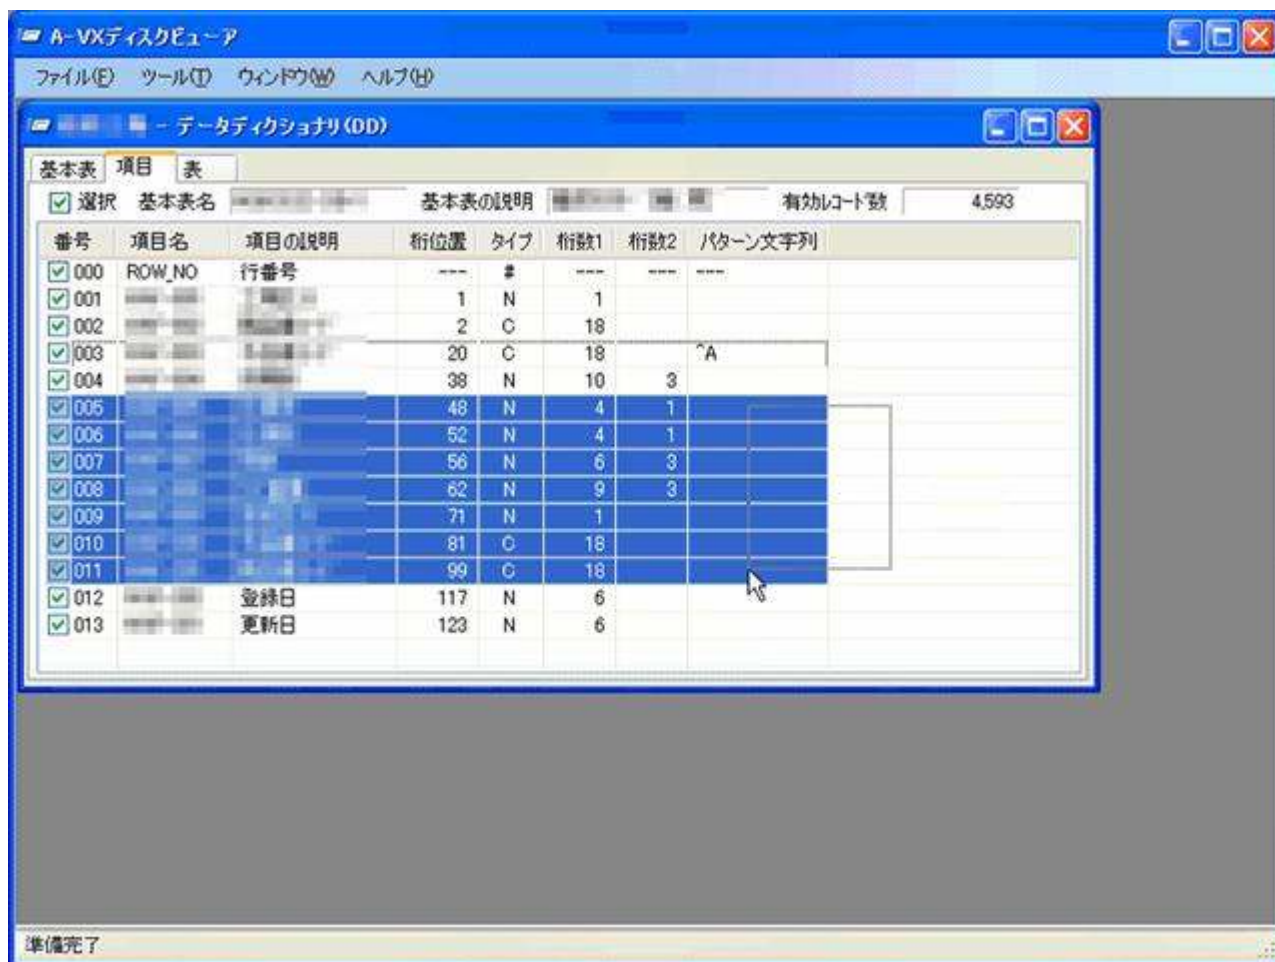 A-VXディスクビューア
ファイル(F) ツール(T) ウィンドウ(W) ヘルプ(H)
- データディクショナリ(DD)
基本表 項目 表
選択 基本表名 基本表の説明 有効レコード数 4,593
番号 項目名 項目の説明 桁位置 タイプ 桁数1 桁数2 パターン文字列
000 ROW_NO 行番号 --- # --- --- ---
001 1 N 1
002 2 C 18
003 20 C 18 ^A
004 38 N 10 3
005 48 N 4 1
006 52 N 4 1
007 56 N 6 3
008 62 N 9 3
009 71 N 1
010 81 C 18
011 99 C 18
012 登録日 117 N 6
013 更新日 123 N 6
準備完了